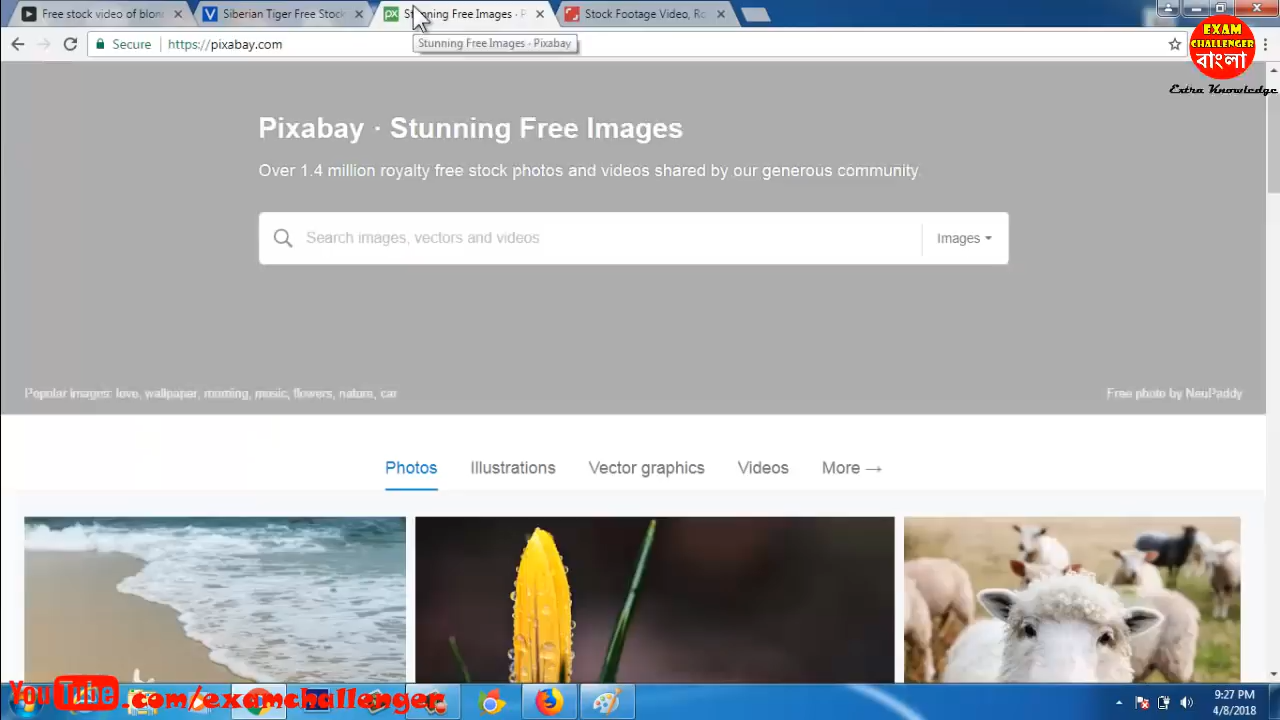 Free stock video of blon
Siberian Tiger Free Stock
Stunning Free Images · P
Stock Footage Video, Ro
Secure
https://pixabay.com
Stunning Free Images - Pixabay
EXAM
CHALLENGER
বাংলা
Extra Knowledge
Pixabay · Stunning Free Images
Over 1.4 million royalty free stock photos and videos shared by our generous community.
Search images, vectors and videos
Images
Popular images: love, wallpaper, morning, music, flowers, nature, car
Free photo by NeuPaddy
Photos
Illustrations
Vector graphics
Videos
More →
YouTube.com/examchallenger
9:27 PM
4/8/2018